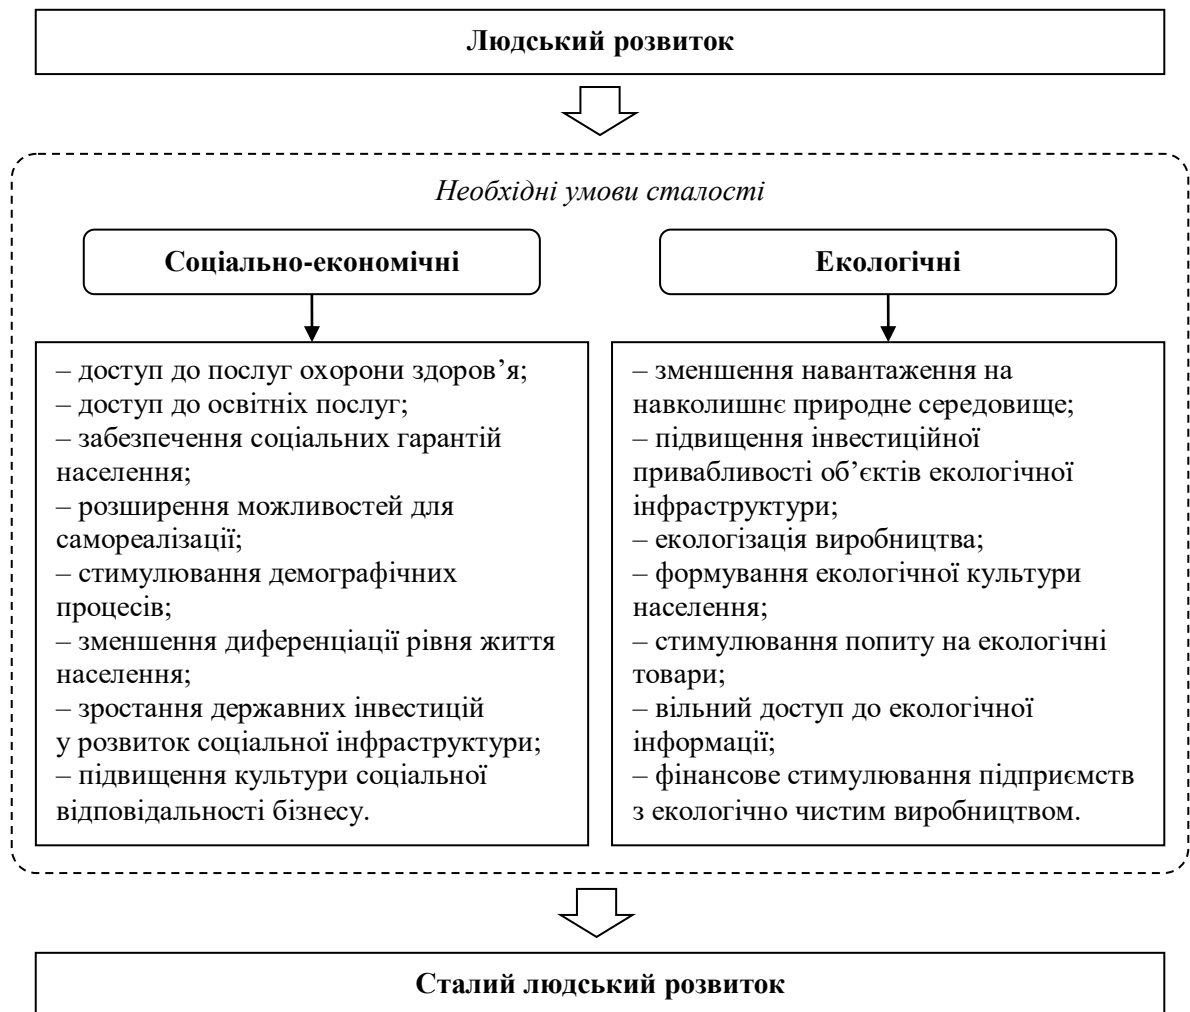 Людський розвиток
Необхідні умови сталості
Соціально-економічні
– доступ до послуг охорони здоров’я;
– доступ до освітніх послуг;
– забезпечення соціальних гарантій
населення;
– розширення можливостей для
самореалізації;
– стимулювання демографічних
процесів;
– зменшення диференціації рівня життя
населення;
– зростання державних інвестицій
у розвиток соціальної інфраструктури;
– підвищення культури соціальної
відповідальності бізнесу.
Екологічні
– зменшення навантаження на
навколишнє природне середовище;
– підвищення інвестиційної
привабливості об’єктів екологічної
інфраструктури;
– екологізація виробництва;
– формування екологічної культури
населення;
– стимулювання попиту на екологічні
товари;
– вільний доступ до екологічної
інформації;
– фінансове стимулювання підприємств
з екологічно чистим виробництвом.
Сталий людський розвиток